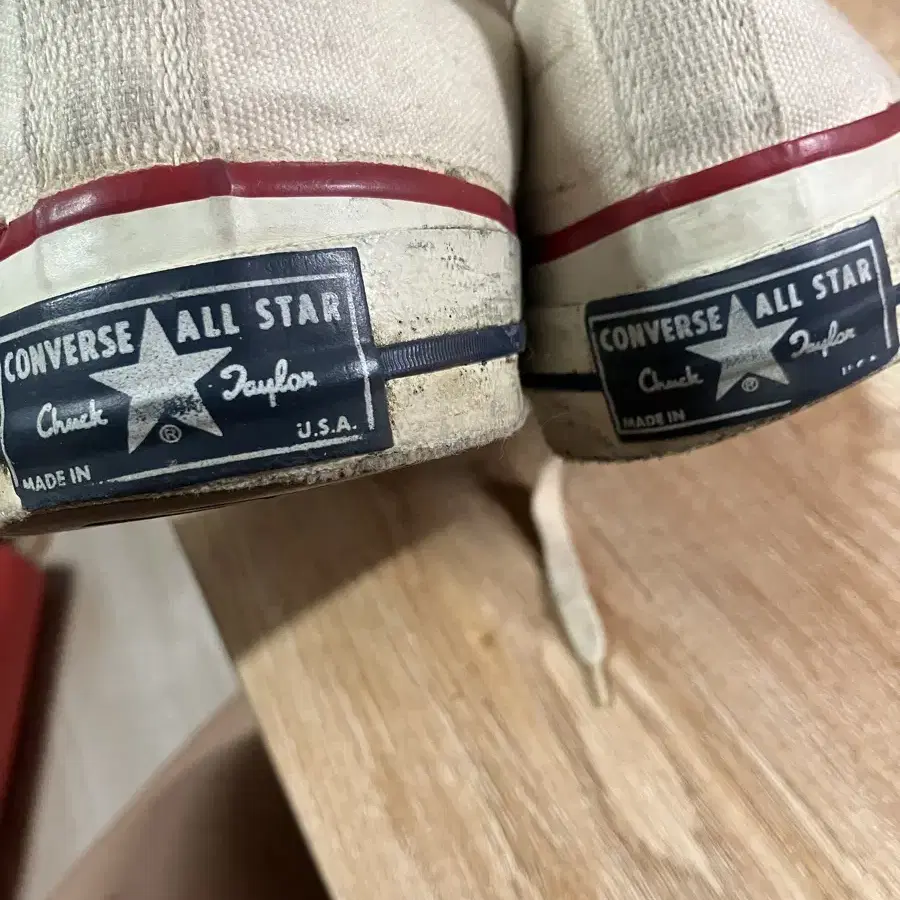 CONVERSE ALL STAR
Chuck Taylor
®
U.S.A.
MADE IN
CONVERSE ALL STAR
Chuck Taylor
®
MADE IN